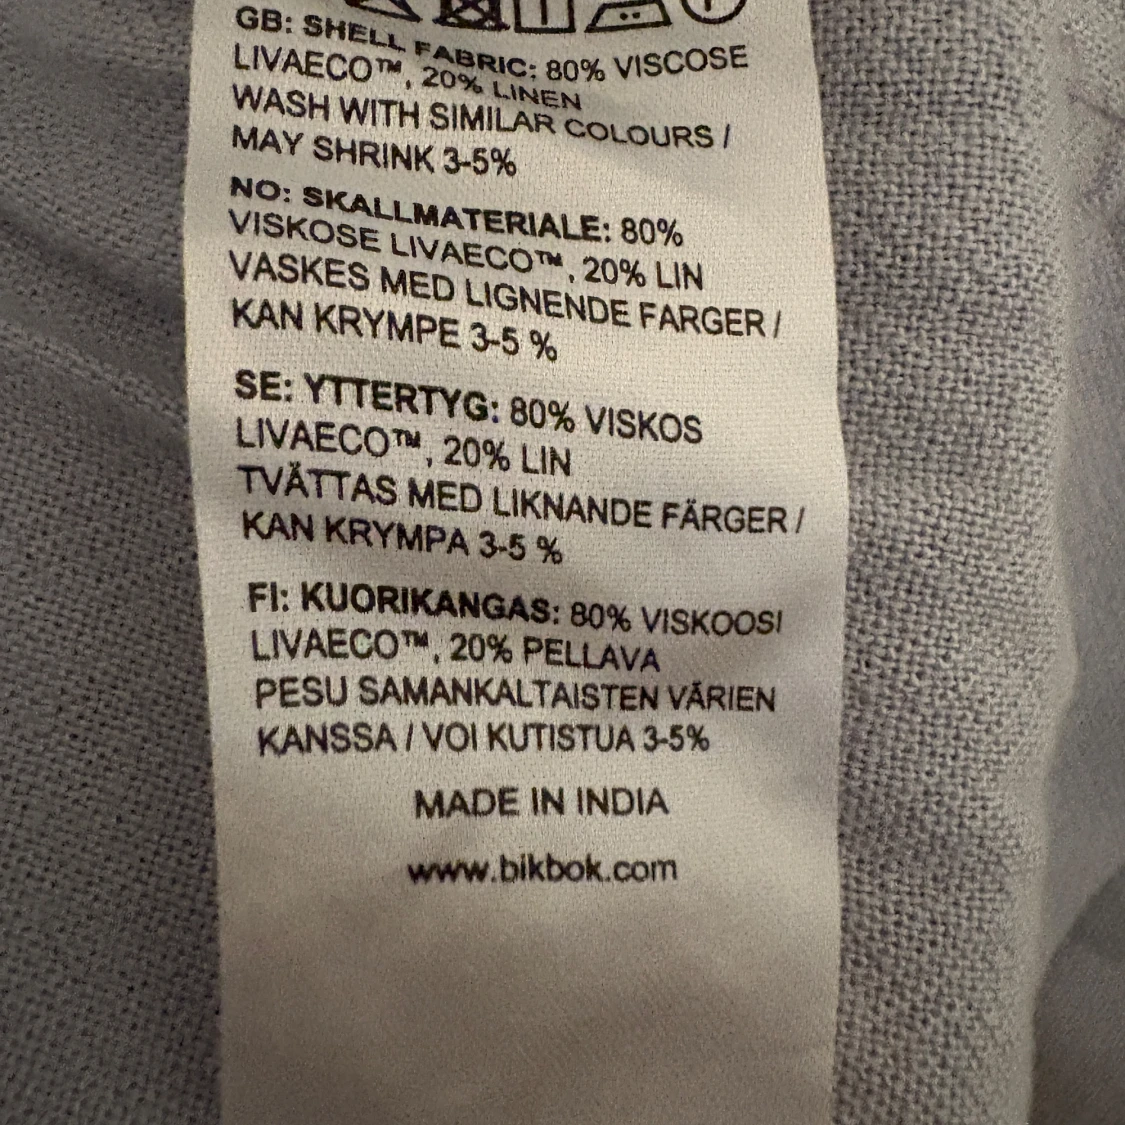 GB: SHELL FABRIC: 80% VISCOSE
LIVAECO™, 20% LINEN
WASH WITH SIMILAR COLOURS /
MAY SHRINK 3-5%
NO: SKALLMATERIALE: 80%
VISKOSE LIVAECO™, 20% LIN
VASKES MED LIGNENDE FARGER /
KAN KRYMPE 3-5 %
SE: YTTERTYG: 80% VISKOS
LIVAECO™, 20% LIN
TVÄTTAS MED LIKNANDE FÄRGER /
KAN KRYMPA 3-5 %
FI: KUORIKANGAS: 80% VISKOOSI
LIVAECO™, 20% PELLAVA
PESU SAMANKALTAISTEN VÄRIEN
KANSSA / VOI KUTISTUA 3-5%
MADE IN INDIA
www.bikbok.com